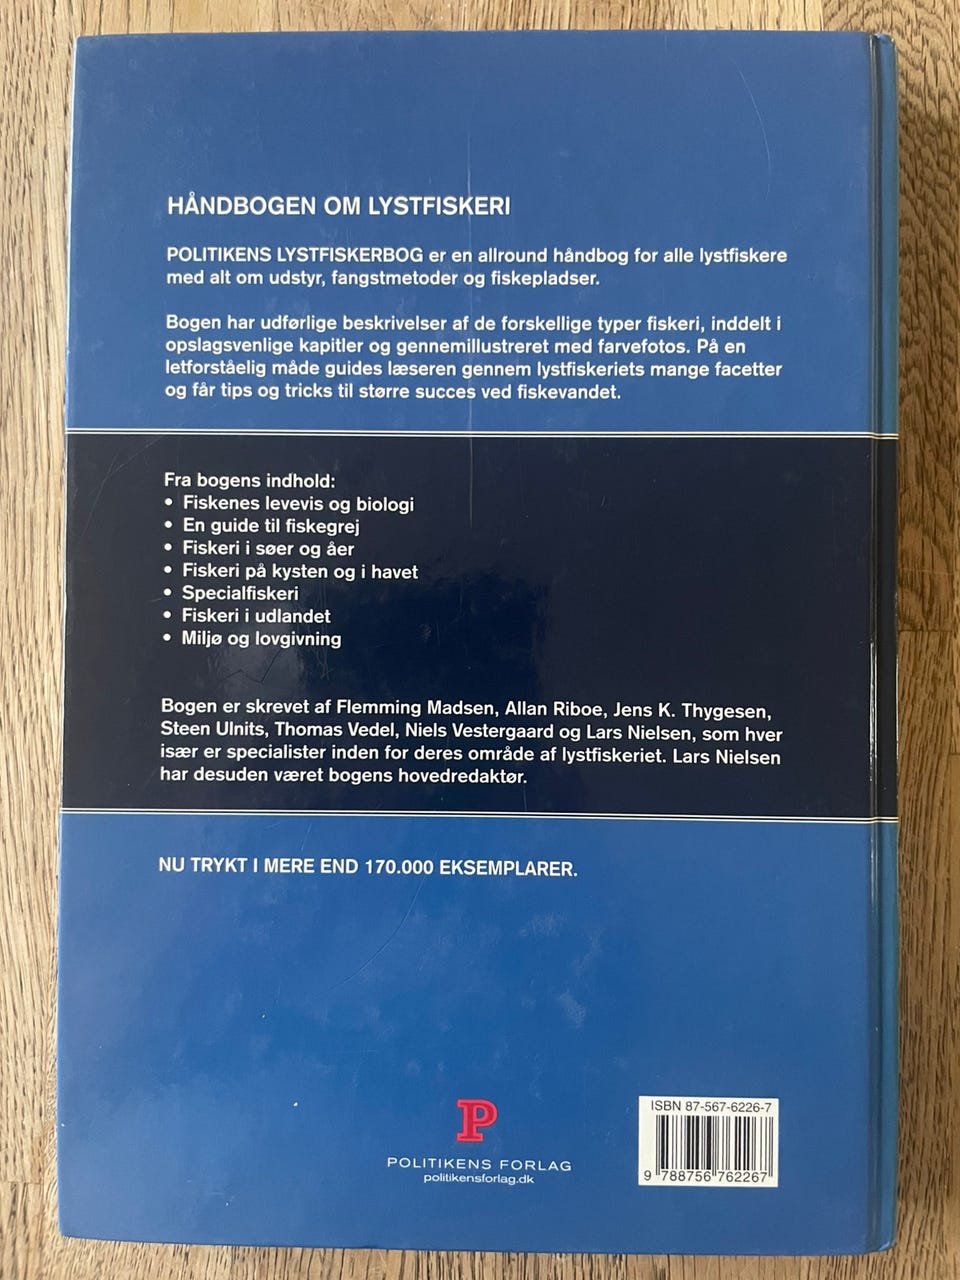 HÅNDBOGEN OM LYSTFISKERI
POLITIKENS LYSTFISKERBOG er en allround håndbog for alle lystfiskere
med alt om udstyr, fangstmetoder og fiskepladser.
Bogen har udførlige beskrivelser af de forskellige typer fiskeri, inddelt i
opslagsvenlige kapitler og gennemillustreret med farvefotos. På en
letforståelig måde guides læseren gennem lystfiskeriets mange facetter
og får tips og tricks til større succes ved fiskevandet.
Fra bogens indhold:
• Fiskenes levevis og biologi
• En guide til fiskegrej
• Fiskeri i søer og åer
• Fiskeri på kysten og i havet
• Specialfiskeri
• Fiskeri i udlandet
• Miljø og lovgivning
Bogen er skrevet af Flemming Madsen, Allan Riboe, Jens K. Thygesen,
Steen Ulnits, Thomas Vedel, Niels Vestergaard og Lars Nielsen, som hver
især er specialister inden for deres område af lystfiskeriet. Lars Nielsen
har desuden været bogens hovedredaktør.
NU TRYKT I MERE END 170.000 EKSEMPLARER.
P
POLITIKENS FORLAG
politikensforlag.dk
ISBN 87-567-6226-7
9 788756 762267